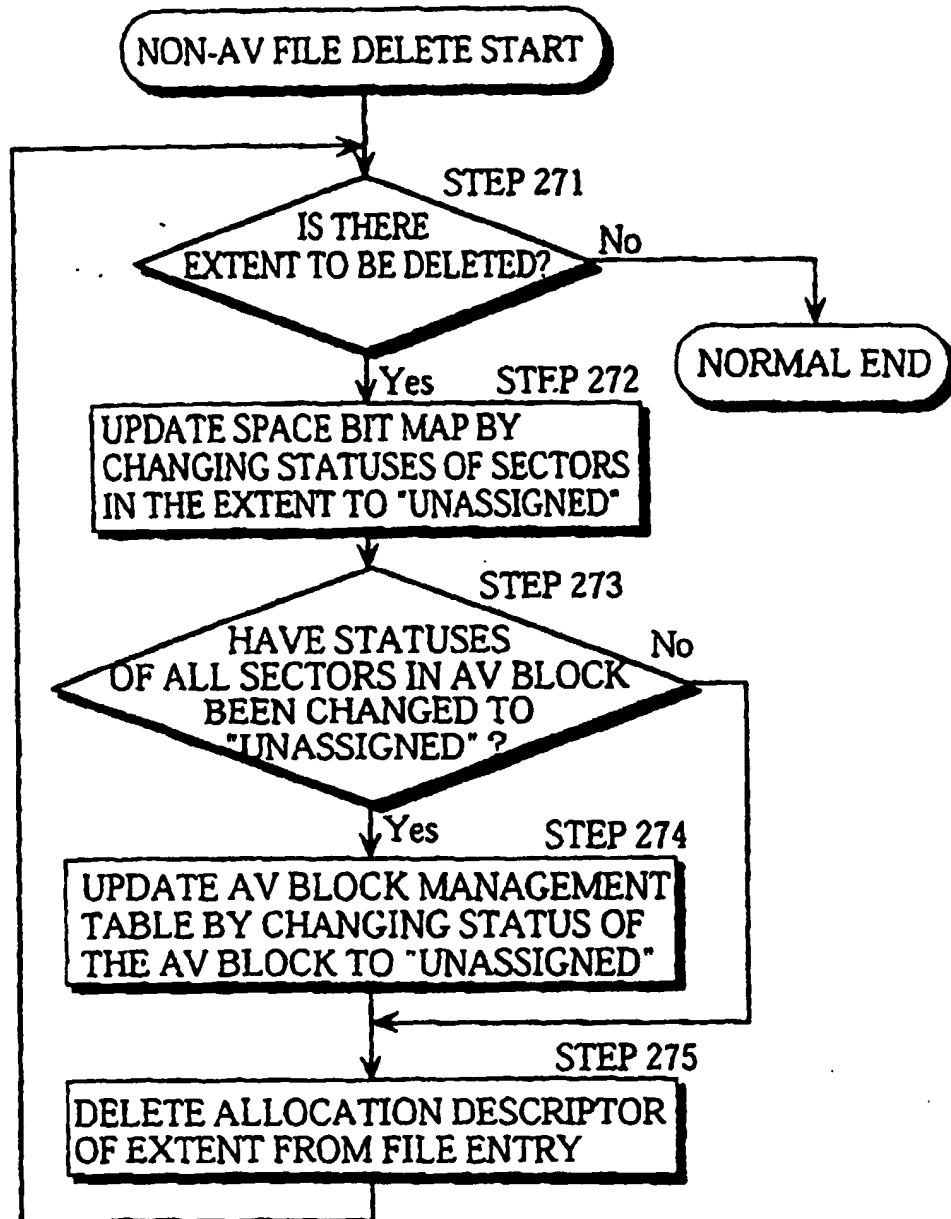 NON-AV FILE DELETE START
STEP 271
IS THERE
EXTENT TO BE DELETED?
No
NORMAL END
Yes
STEP 272
UPDATE SPACE BIT MAP BY
CHANGING STATUSES OF SECTORS
IN THE EXTENT TO "UNASSIGNED"
STEP 273
HAVE STATUSES
OF ALL SECTORS IN AV BLOCK
BEEN CHANGED TO
"UNASSIGNED" ?
No
Yes
STEP 274
UPDATE AV BLOCK MANAGEMENT
TABLE BY CHANGING STATUS OF
THE AV BLOCK TO "UNASSIGNED"
STEP 275
DELETE ALLOCATION DESCRIPTOR
OF EXTENT FROM FILE ENTRY